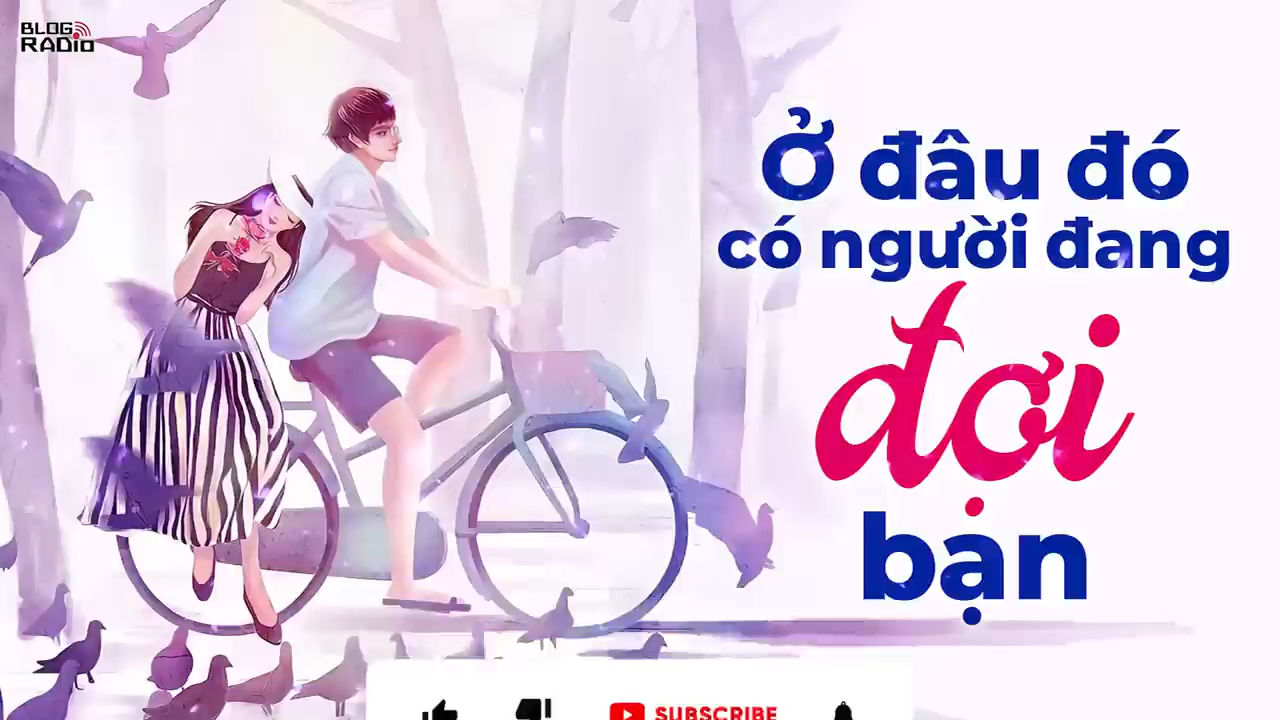 BLOG
RADIO
Ở đâu đó
có người đang
đợi
bạn
SUBSCRIBE